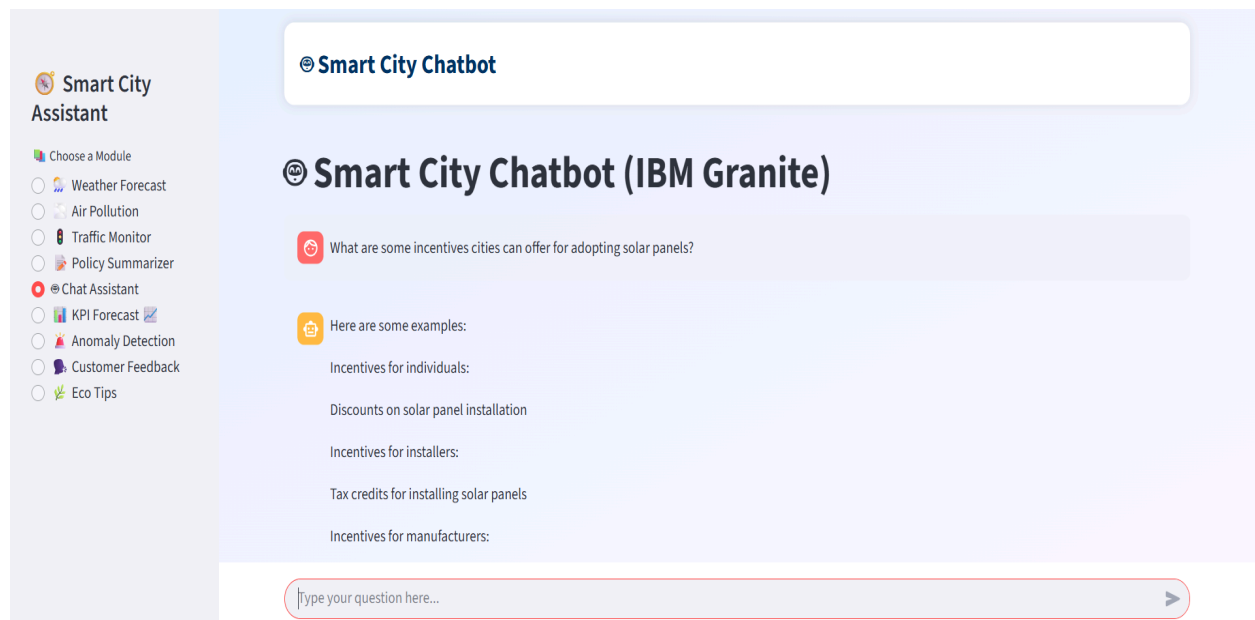 Smart City
Assistant
Choose a Module
Weather Forecast
Air Pollution
Traffic Monitor
Policy Summarizer
Chat Assistant
KPI Forecast
Anomaly Detection
Customer Feedback
Eco Tips
Smart City Chatbot
Smart City Chatbot (IBM Granite)
What are some incentives cities can offer for adopting solar panels?
Here are some examples:
Incentives for individuals:
Discounts on solar panel installation
Incentives for installers:
Tax credits for installing solar panels
Incentives for manufacturers:
Type your question here...